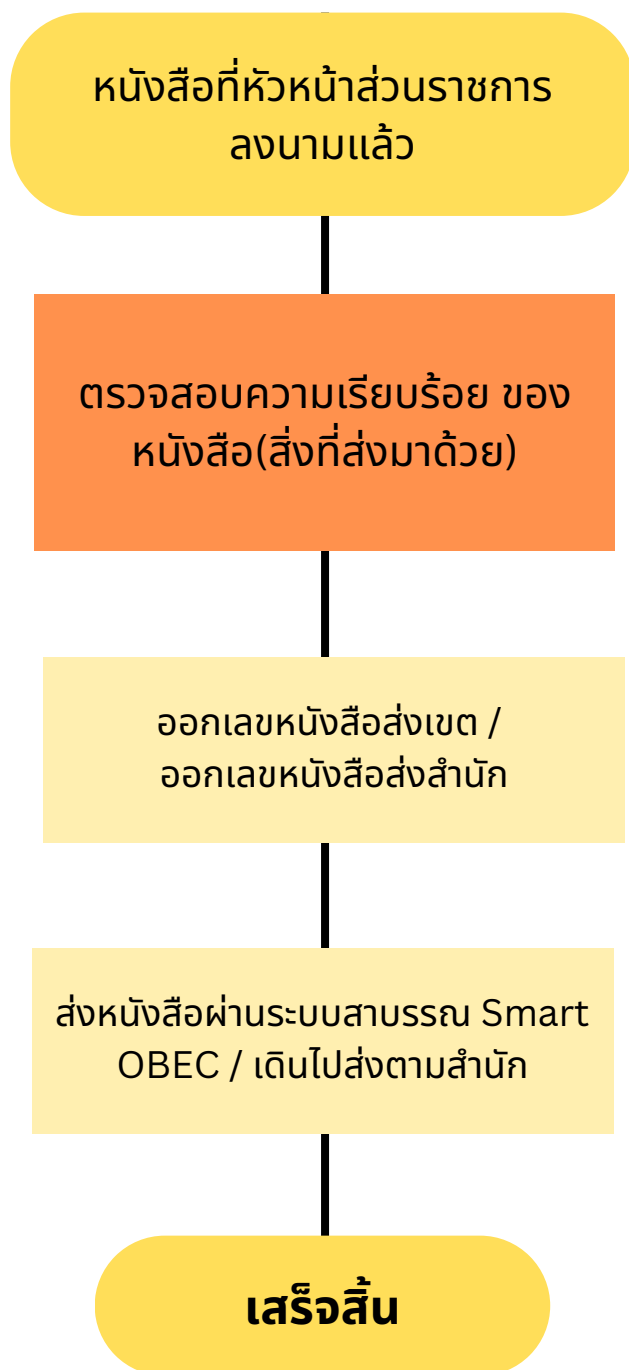 หนังสือที่หัวหน้าส่วนราชการ
ลงนามแล้ว
ตรวจสอบความเรียบร้อย ของ
หนังสือ(สิ่งที่ส่งมาด้วย)
ออกเลขหนังสือส่งเขต /
ออกเลขหนังสือส่งสำนัก
ส่งหนังสือผ่านระบบสาบรรณ Smart
OBEC / เดินไปส่งตามสำนัก
เสร็จสิ้น